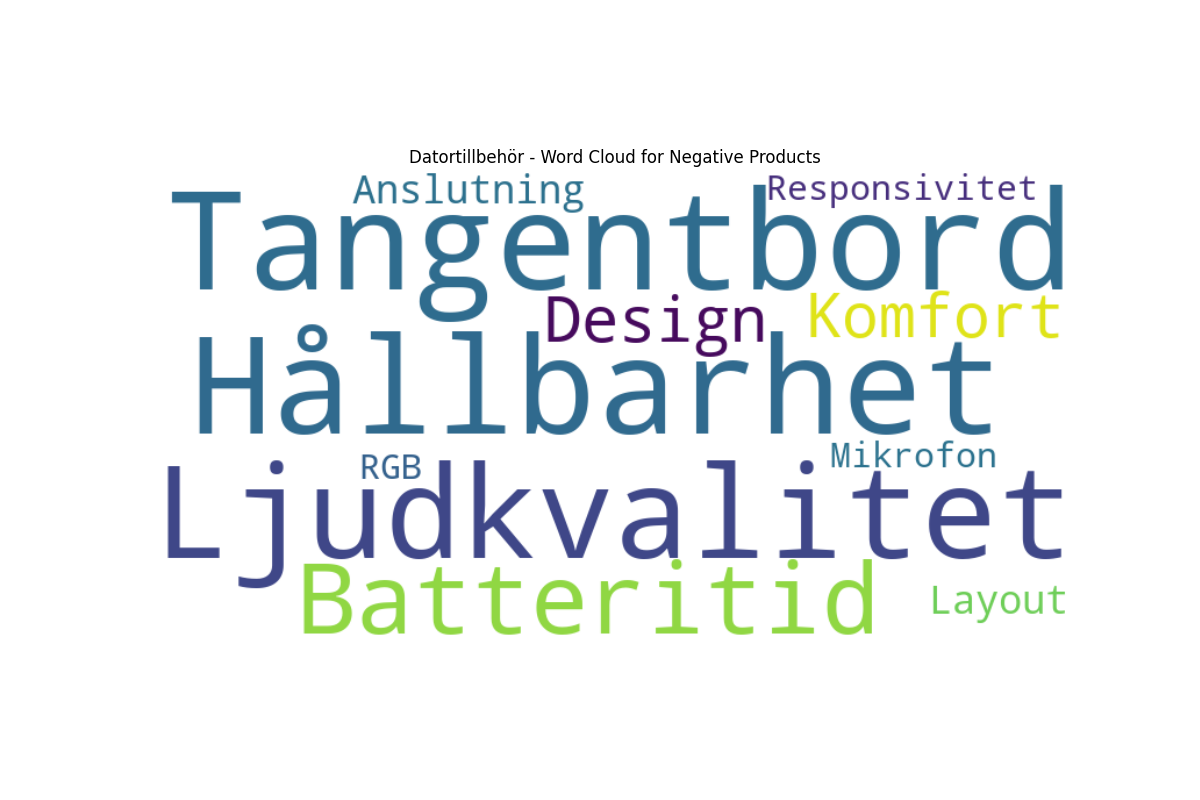 Datortillbehör - Word Cloud for Negative Products
Anslutning
Responsivitet
Tangentbord
Design
Komfort
Hållbarhet
RGB
Mikrofon
Ljudkvalitet
Batteritid
Layout